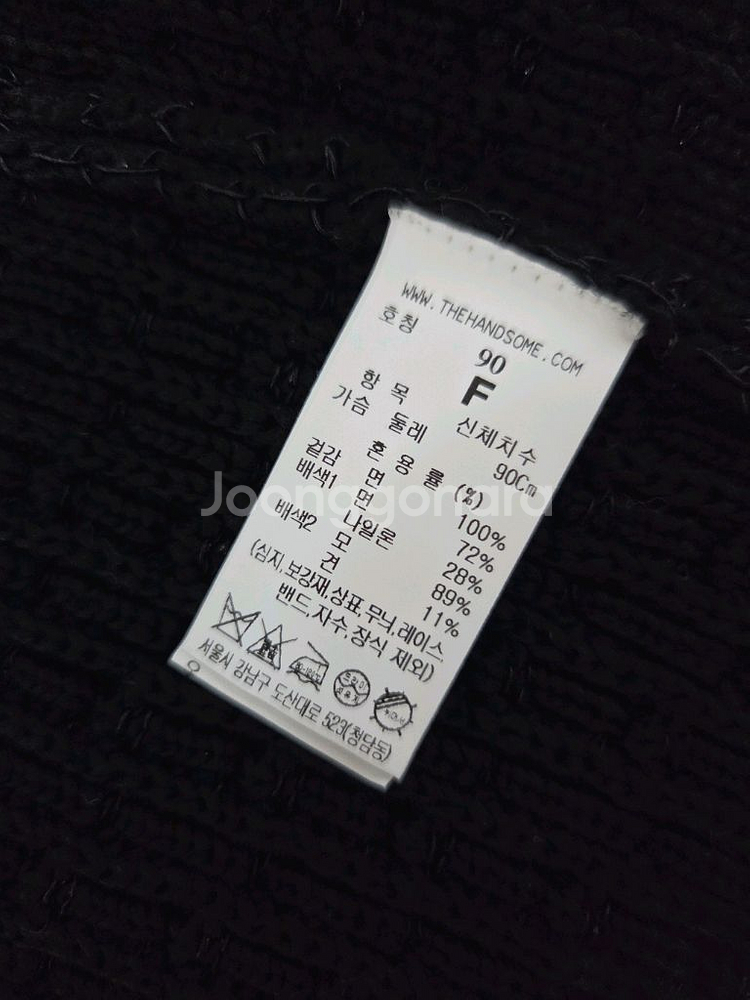 WWW.THEHANDSOME.COM
호칭 90
F
항 목 신체치수
가슴 둘레 90Cm
혼 용 률 (%)
겉감 면 100%
배색1 면 72%
나일론 28%
배색2 모 89%
견 11%
(심지,보강재,상표,무늬,레이스
밴드,자수,장식 제외)
서울시 강남구 도산대로 523(청담동)
Joonggonara